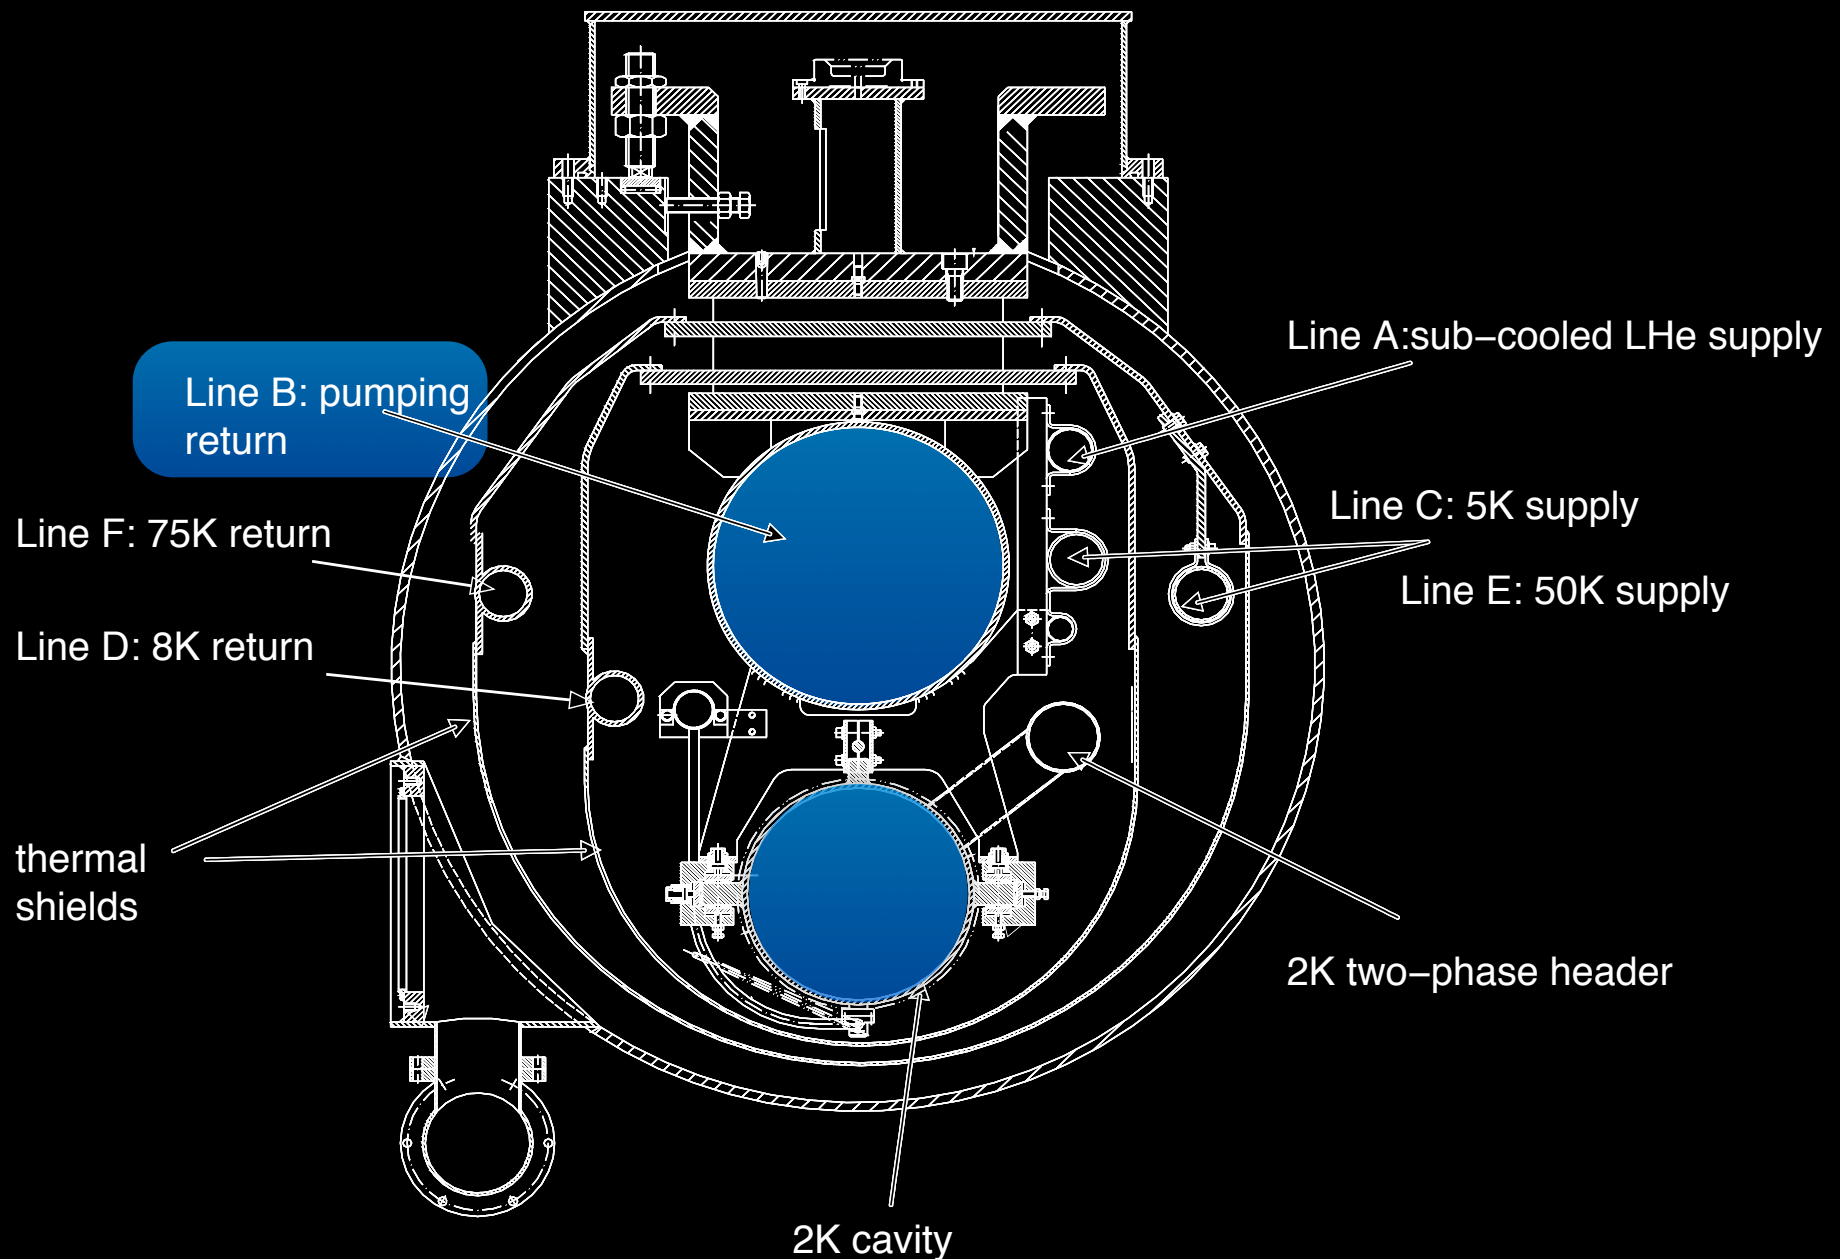 Line A:sub−cooled LHe supply
Line B: pumping
return
Line C: 5K supply
Line F: 75K return
Line E: 50K supply
Line D: 8K return
thermal
shields
2K two−phase header
2K cavity